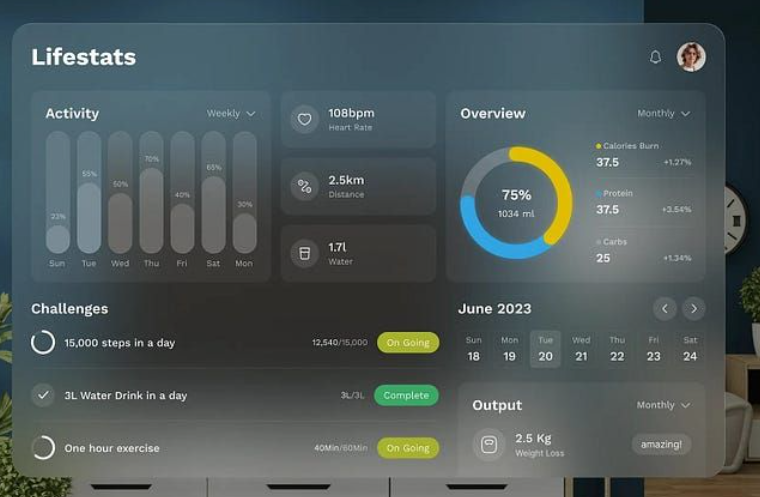 Lifestats
Activity
Weekly
23%
55%
50%
70%
40%
65%
30%
Sun Tue Wed Thu Fri Sat Mon
108bpm
Heart Rate
2.5km
Distance
1.7l
Water
Overview
Monthly
75%
1034 ml
Calories Burn
37.5 +1.27%
Protein
37.5 +3.54%
Carbs
25 +1.34%
Challenges
15,000 steps in a day 12,540/15,000 On Going
3L Water Drink in a day 3L/3L Complete
One hour exercise 40Min/60Min On Going
June 2023
Sun Mon Tue Wed Thu Fri Sat
18 19 20 21 22 23 24
Output
Monthly
2.5 Kg
Weight Loss
amazing!